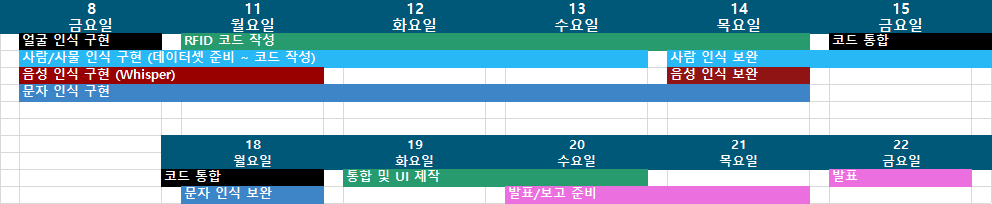 8 11 12 13 14 15
금요일 월요일 화요일 수요일 목요일 금요일
얼굴 인식 구현 RFID 코드 작성 코드 통합
사람/사물 인식 구현 (데이터셋 준비 ~ 코드 작성) 사람 인식 보완
음성 인식 구현 (Whisper) 음성 인식 보완
문자 인식 구현
18 19 20 21 22
월요일 화요일 수요일 목요일 금요일
코드 통합 통합 및 UI 제작 발표
문자 인식 보완 발표/보고 준비